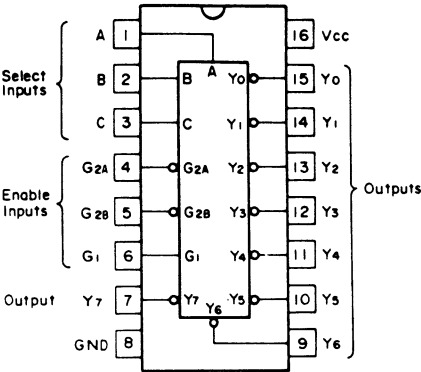 A 1 16 Vcc
Select Inputs
B 2 B A Y0 15 Y0
C 3 C Y1 14 Y1
G2A 4 G2A Y2 13 Y2
Enable Inputs
Outputs
G2B 5 G2B Y3 12 Y3
G1 6 G1 Y4 11 Y4
Output Y7 7 Y7 Y6 Y5 10 Y5
GND 8 9 Y6